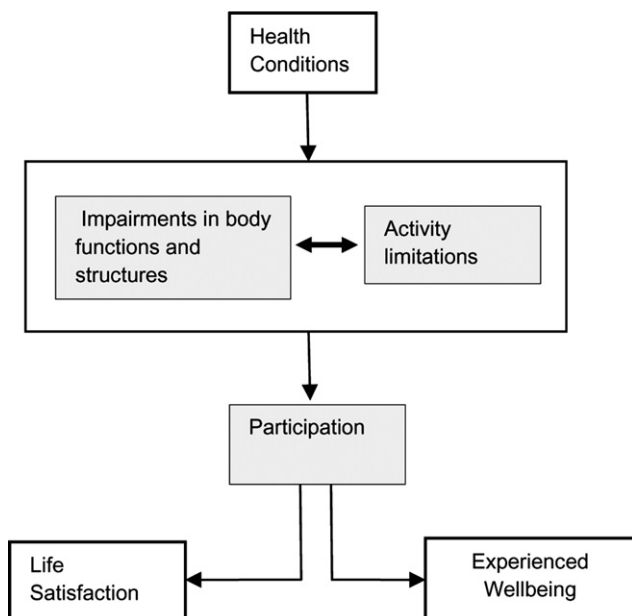 Health
Conditions
Impairments in body
functions and
structures
Activity
limitations
Participation
Life
Satisfaction
Experienced
Wellbeing